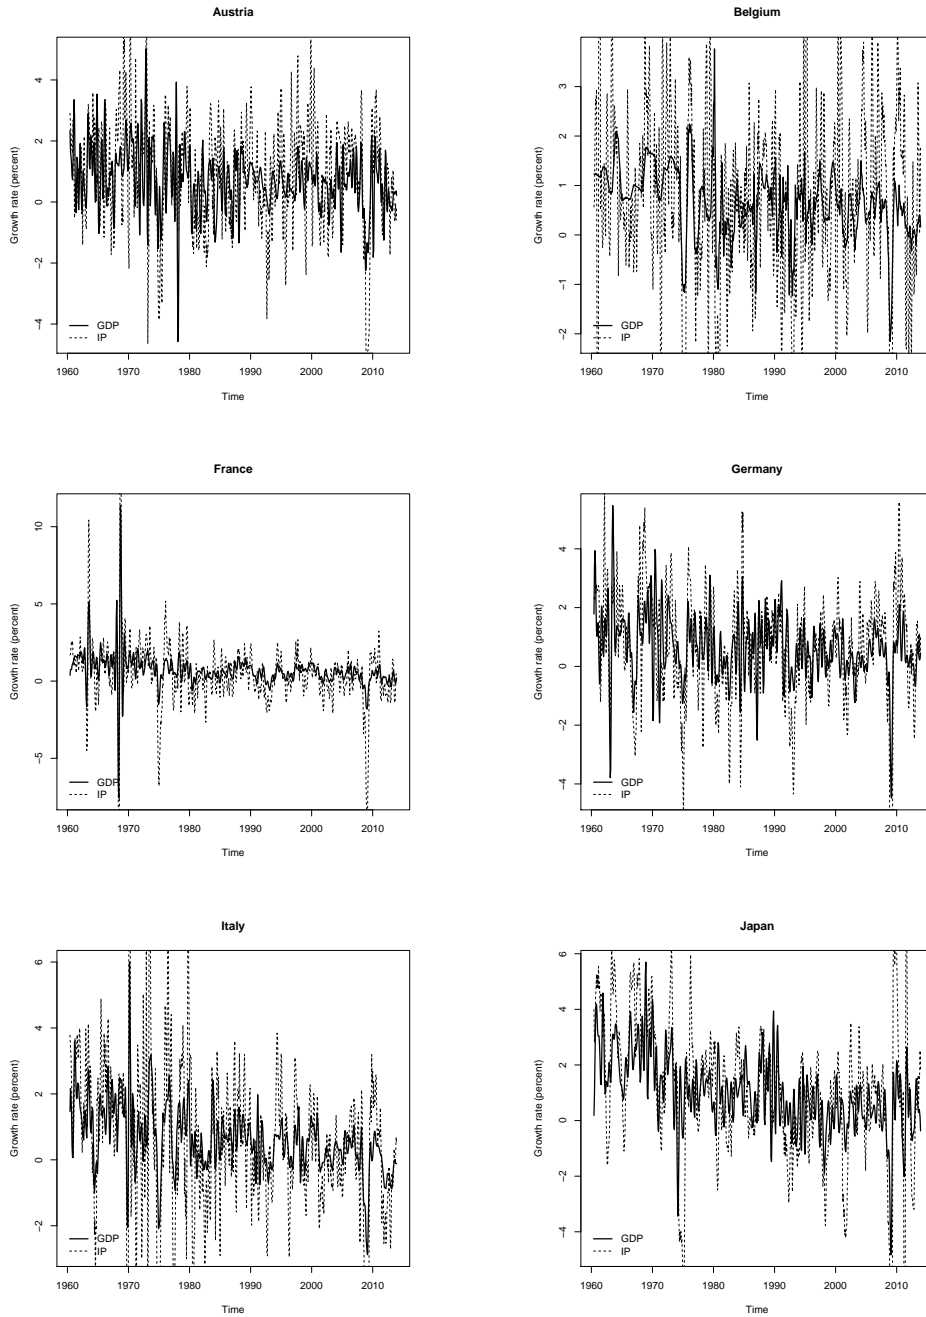 Austria
Growth rate (percent)
4
2
0
−2
−4
GDP
IP
1960 1970 1980 1990 2000 2010
Time
Belgium
Growth rate (percent)
3
2
1
0
−1
−2
GDP
IP
1960 1970 1980 1990 2000 2010
Time
France
Growth rate (percent)
10
5
0
−5
GDP
IP
1960 1970 1980 1990 2000 2010
Time
Germany
Growth rate (percent)
4
2
0
−2
−4
GDP
IP
1960 1970 1980 1990 2000 2010
Time
Italy
Growth rate (percent)
6
4
2
0
−2
GDP
IP
1960 1970 1980 1990 2000 2010
Time
Japan
Growth rate (percent)
6
4
2
0
−2
−4
GDP
IP
1960 1970 1980 1990 2000 2010
Time